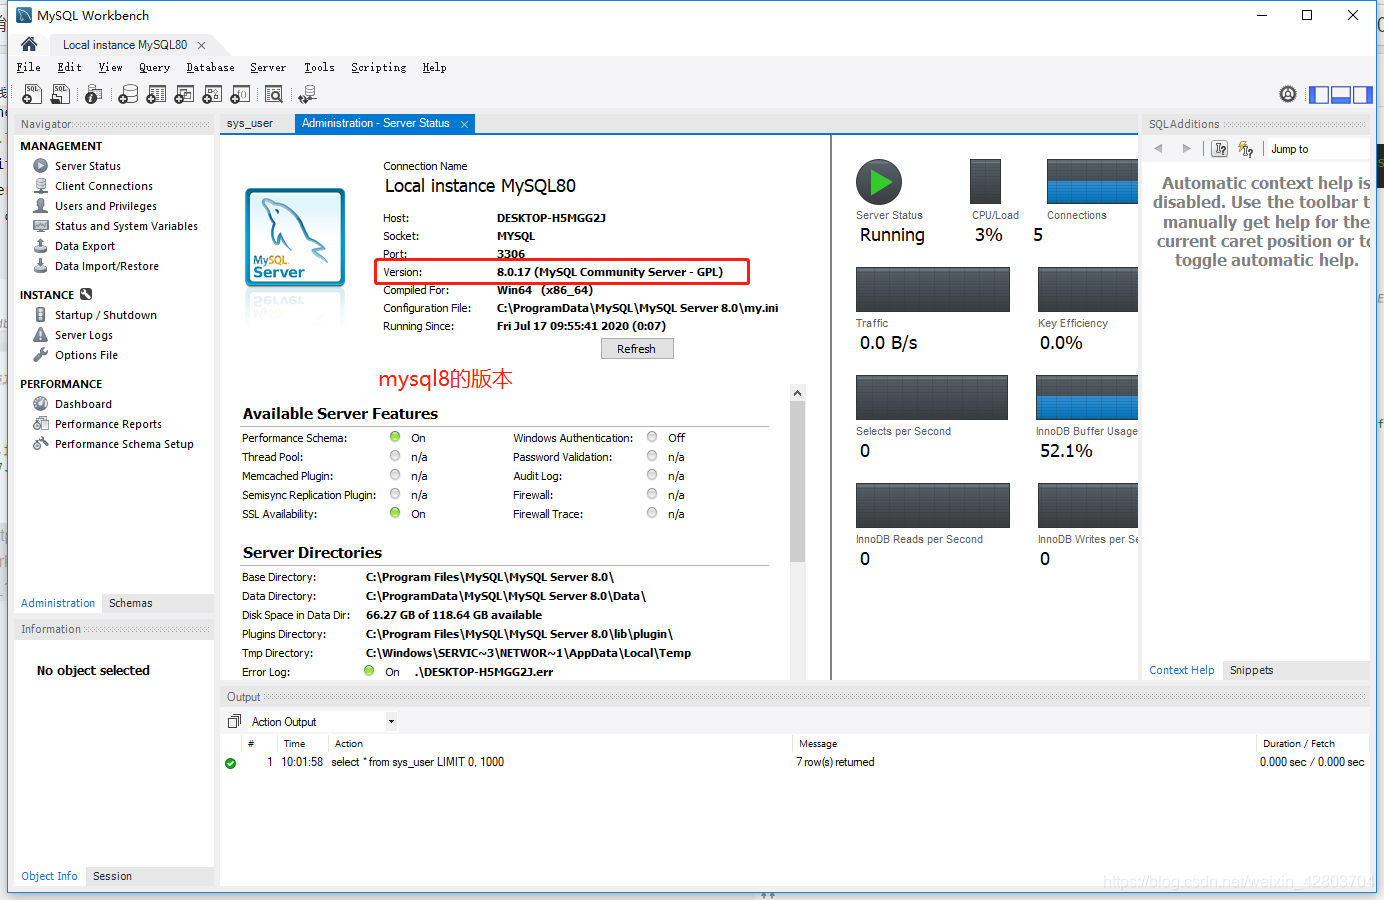 MySQL Workbench
Local instance MySQL80
File Edit View Query Database Server Tools Scripting Help
Navigator
MANAGEMENT
Server Status
Client Connections
Users and Privileges
Status and System Variables
Data Export
Data Import/Restore
INSTANCE
Startup / Shutdown
Server Logs
Options File
PERFORMANCE
Dashboard
Performance Reports
Performance Schema Setup
Administration Schemas
Information
No object selected
Object Info Session
sys_user Administration - Server Status
Connection Name
Local instance MySQL80
MySQL.
Server
Host: DESKTOP-H5MGG2J
Socket: MYSQL
Port: 3306
Version: 8.0.17 (MySQL Community Server - GPL)
Compiled For: Win64 (x86_64)
Configuration File: C:\ProgramData\MySQL\MySQL Server 8.0\my.ini
Running Since: Fri Jul 17 09:55:41 2020 (0:07)
Refresh
mysql8的版本
Available Server Features
Performance Schema: On Windows Authentication: Off
Thread Pool: n/a Password Validation: n/a
Memcached Plugin: n/a Audit Log: n/a
Semisync Replication Plugin: n/a Firewall: n/a
SSL Availability: On Firewall Trace: n/a
Server Directories
Base Directory: C:\Program Files\MySQL\MySQL Server 8.0\
Data Directory: C:\ProgramData\MySQL\MySQL Server 8.0\Data\
Disk Space in Data Dir: 66.27 GB of 118.64 GB available
Plugins Directory: C:\Program Files\MySQL\MySQL Server 8.0\lib\plugin\
Tmp Directory: C:\Windows\SERVIC~3\NETWOR~1\AppData\Local\Temp
Error Log: On .\DESKTOP-H5MGG2J.err
Server Status CPU/Load Connections
Running 3% 5
Traffic Key Efficiency
0.0 B/s 0.0%
Selects per Second InnoDB Buffer Usage
0 52.1%
InnoDB Reads per Second InnoDB Writes per Se
0 0
SQLAdditions
Jump to
Automatic context help is
disabled. Use the toolbar t
manually get help for the
current caret position or to
toggle automatic help.
Context Help Snippets
Output
Action Output
# Time Action Message Duration / Fetch
1 10:01:58 select * from sys_user LIMIT 0, 1000 7 row(s) returned 0.000 sec / 0.000 sec
https://blog.csdn.net/weixin_42803704